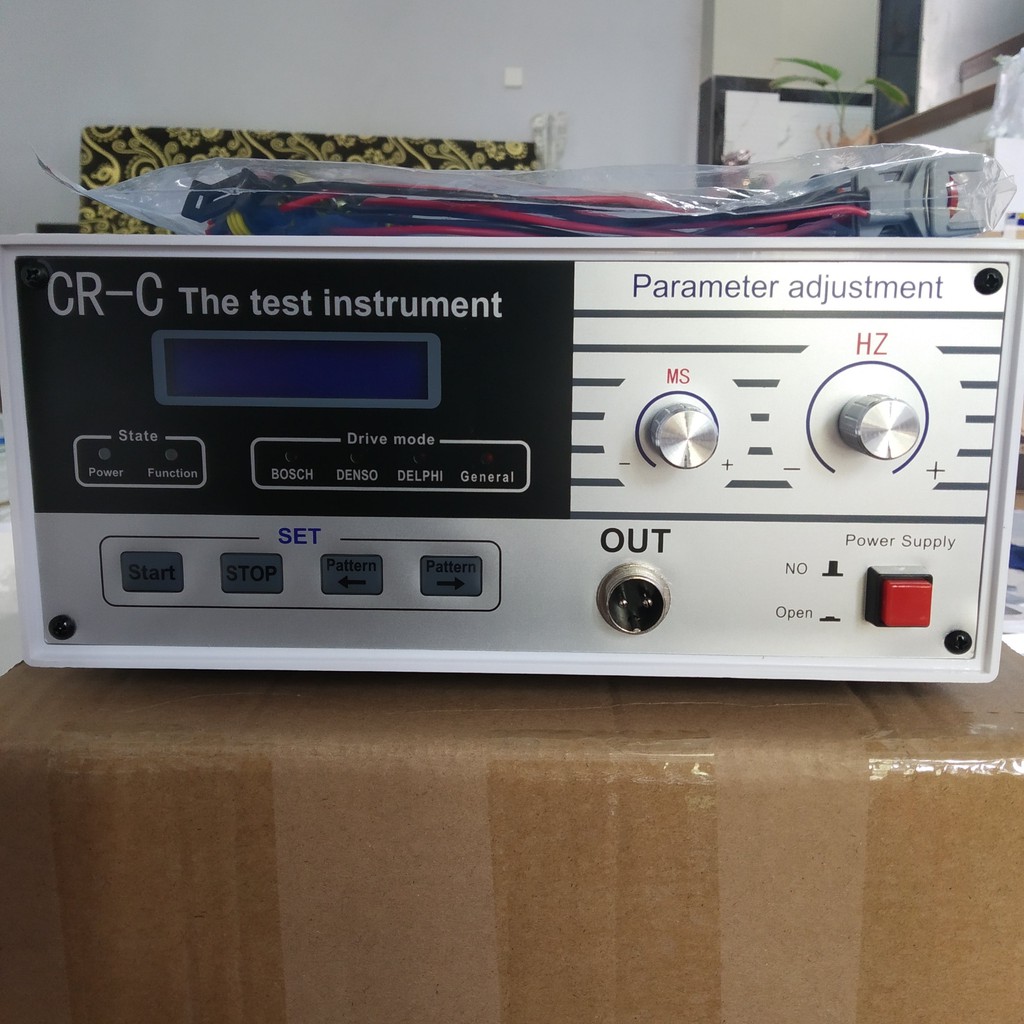 CR-C The test instrument
Parameter adjustment
HZ
MS
- +
- +
State
Power Function
Drive mode
BOSCH DENSO DELPHI General
SET
Start STOP Pattern ← Pattern →
OUT
Power Supply
NO
Open